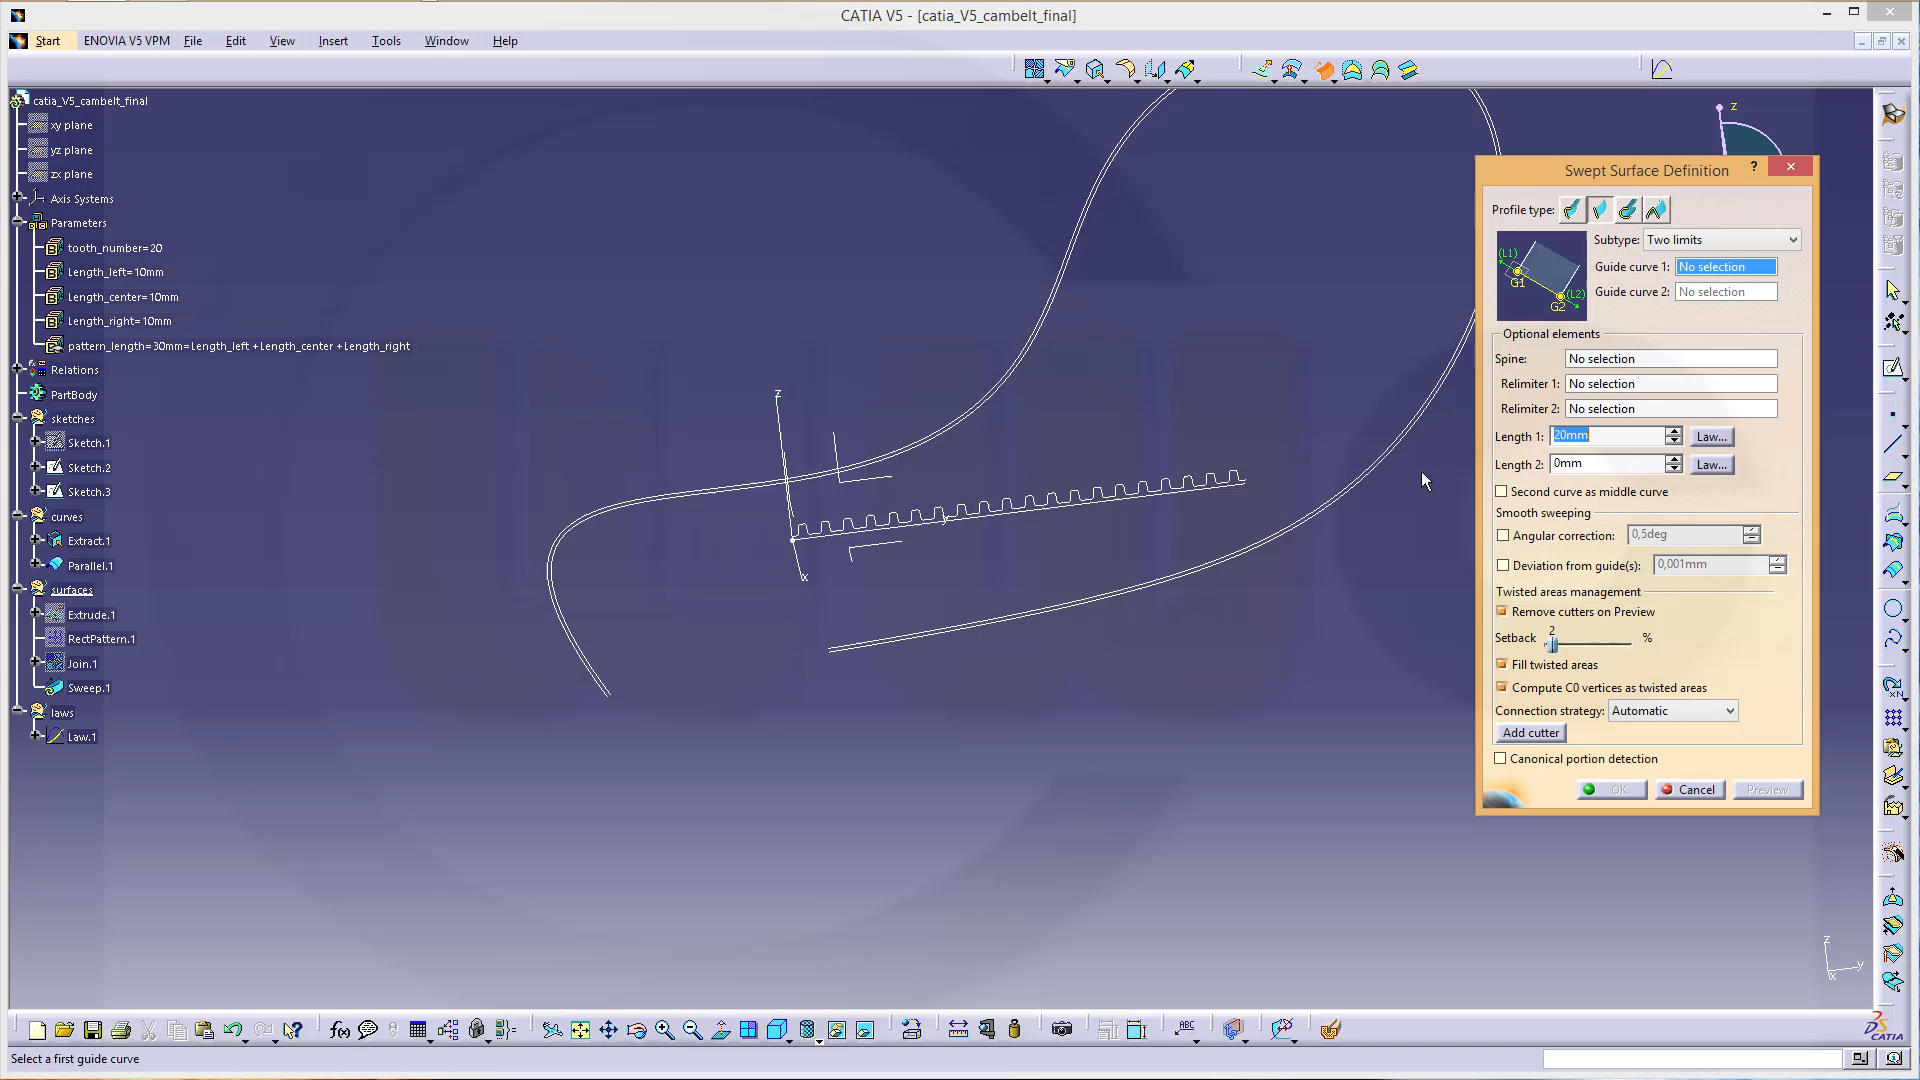 CATIA V5 - [catia_V5_cambelt_final]
Start ENOVIA V5 VPM File Edit View Insert Tools Window Help
catia_V5_cambelt_final
xy plane
yz plane
zx plane
Axis Systems
Parameters
tooth_number=20
Length_left=10mm
Length_center=10mm
Length_right=10mm
pattern_length=30mm=Length_left +Length_center +Length_right
Relations
PartBody
sketches
Sketch.1
Sketch.2
Sketch.3
curves
Extract.1
Parallel.1
surfaces
Extrude.1
RectPattern.1
Join.1
Sweep.1
laws
Law.1
z
y
x
z
Swept Surface Definition ?
Profile type:
Subtype: Two limits
(L1) G1 G2 (L2)
Guide curve 1: No selection
Guide curve 2: No selection
Optional elements
Spine: No selection
Relimiter 1: No selection
Relimiter 2: No selection
Length 1: 20mm Law...
Length 2: 0mm Law...
Second curve as middle curve
Smooth sweeping
Angular correction: 0,5deg
Deviation from guide(s): 0,001mm
Twisted areas management
Remove cutters on Preview
Setback 2 %
Fill twisted areas
Compute C0 vertices as twisted areas
Connection strategy: Automatic
Add cutter
Canonical portion detection
OK Cancel Preview
z
y
x
f(x)
ABC
CATIA
Select a first guide curve